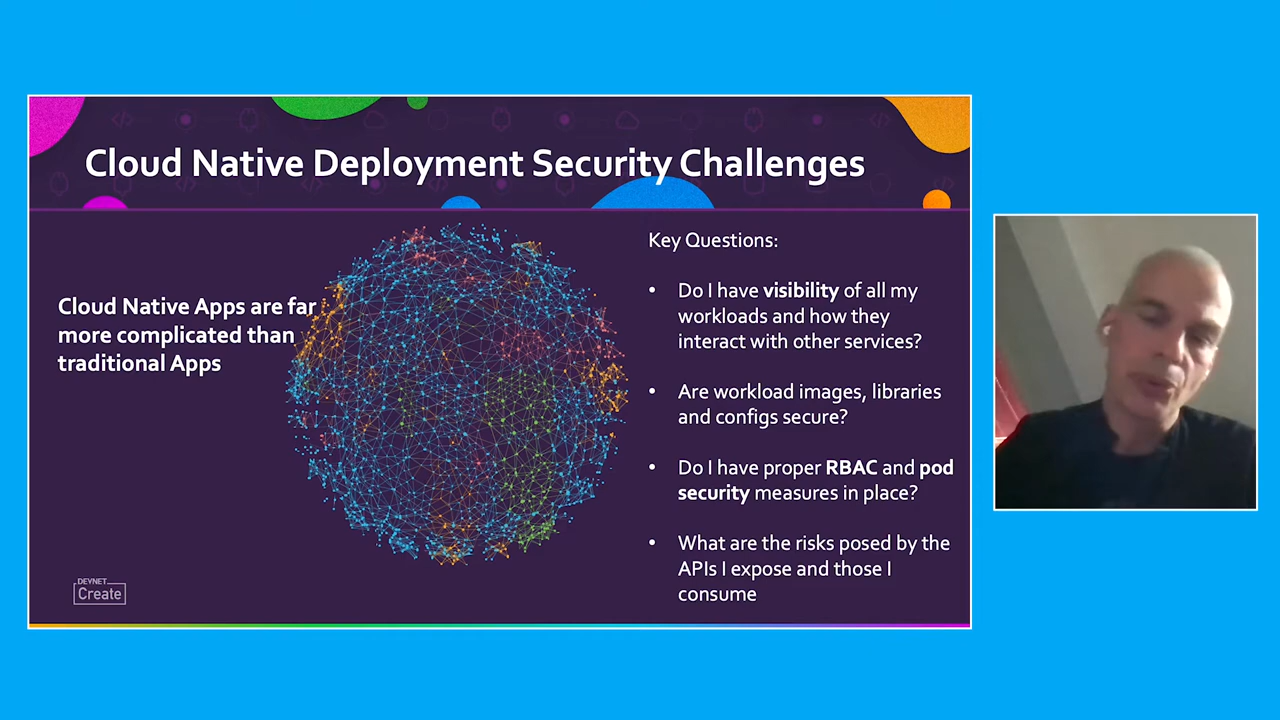 Cloud Native Deployment Security Challenges
Cloud Native Apps are far
more complicated than
traditional Apps
Key Questions:
• Do I have visibility of all my
workloads and how they
interact with other services?
• Are workload images, libraries
and configs secure?
• Do I have proper RBAC and pod
security measures in place?
• What are the risks posed by the
APIs I expose and those I
consume
DEVNET
Create